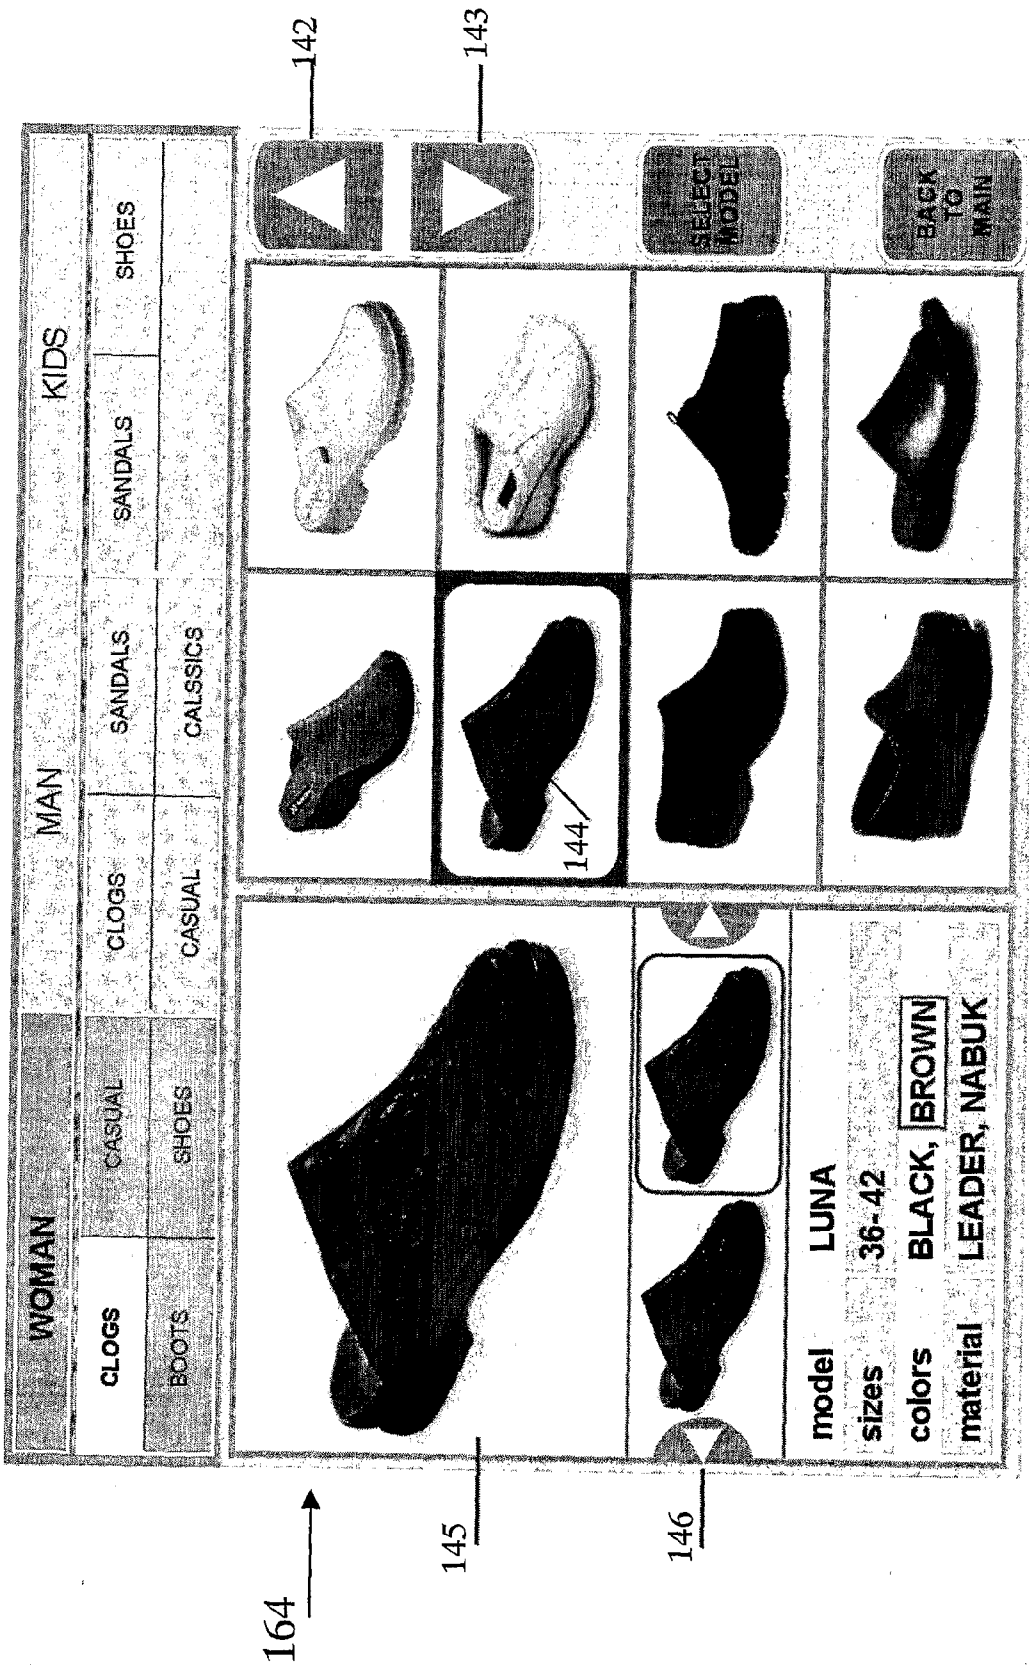 WOMAN MAN KIDS
CLOGS CASUAL CLOGS SANDALS SANDALS SHOES
BOOTS SHOES CASUAL CALSSICS
142
143
SELECT
MODEL
BACK
TO
MAIN
144
164
145
146
model LUNA
sizes 36-42
colors BLACK, BROWN
material LEADER, NABUK